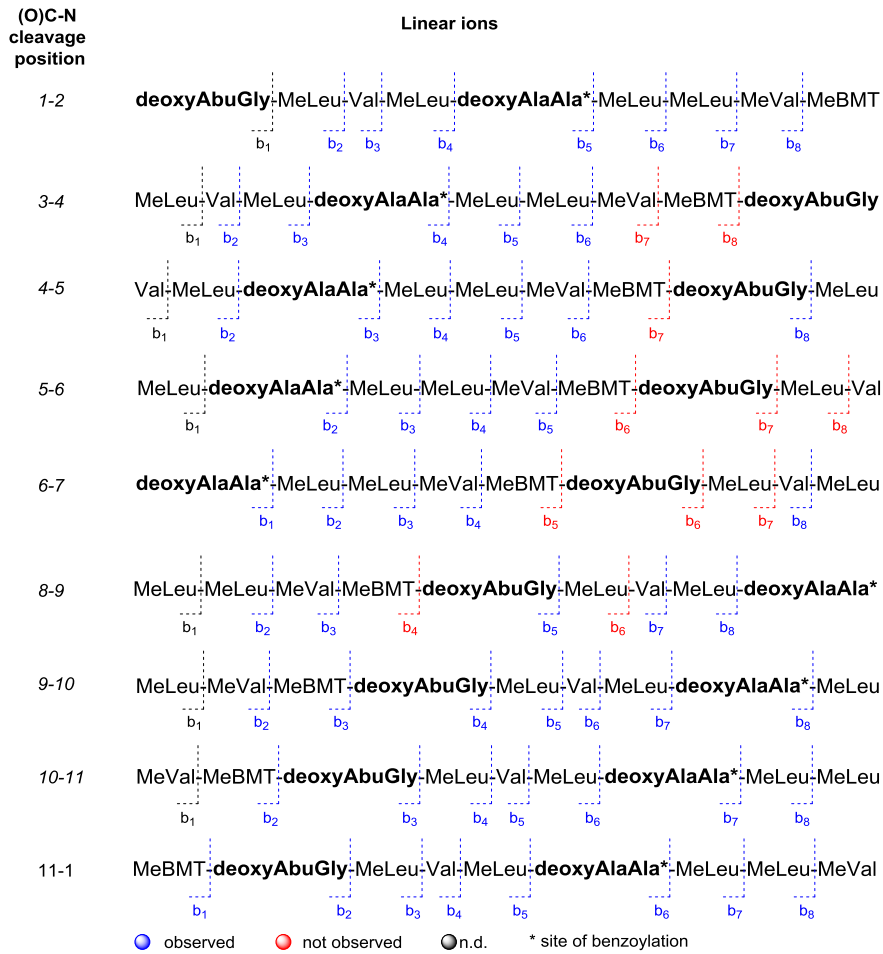 (O)C-N
cleavage
position
Linear ions
1-2
deoxyAbuGly-MeLeu-Val-MeLeu-deoxyAlaAla*-MeLeu-MeLeu-MeVal-MeBMT
b1 b2 b3 b4 b5 b6 b7 b8
3-4
MeLeu-Val-MeLeu-deoxyAlaAla*-MeLeu-MeLeu-MeVal-MeBMT-deoxyAbuGly
b1 b2 b3 b4 b5 b6 b7 b8
4-5
Val-MeLeu-deoxyAlaAla*-MeLeu-MeLeu-MeVal-MeBMT-deoxyAbuGly-MeLeu
b1 b2 b3 b4 b5 b6 b7 b8
5-6
MeLeu-deoxyAlaAla*-MeLeu-MeLeu-MeVal-MeBMT-deoxyAbuGly-MeLeu-Val
b1 b2 b3 b4 b5 b6 b7 b8
6-7
deoxyAlaAla*-MeLeu-MeLeu-MeVal-MeBMT-deoxyAbuGly-MeLeu-Val-MeLeu
b1 b2 b3 b4 b5 b6 b7 b8
8-9
MeLeu-MeLeu-MeVal-MeBMT-deoxyAbuGly-MeLeu-Val-MeLeu-deoxyAlaAla*
b1 b2 b3 b4 b5 b6 b7 b8
9-10
MeLeu-MeVal-MeBMT-deoxyAbuGly-MeLeu-Val-MeLeu-deoxyAlaAla*-MeLeu
b1 b2 b3 b4 b5 b6 b7 b8
10-11
MeVal-MeBMT-deoxyAbuGly-MeLeu-Val-MeLeu-deoxyAlaAla*-MeLeu-MeLeu
b1 b2 b3 b4 b5 b6 b7 b8
11-1
MeBMT-deoxyAbuGly-MeLeu-Val-MeLeu-deoxyAlaAla*-MeLeu-MeLeu-MeVal
b1 b2 b3 b4 b5 b6 b7 b8
observed not observed n.d. * site of benzoylation